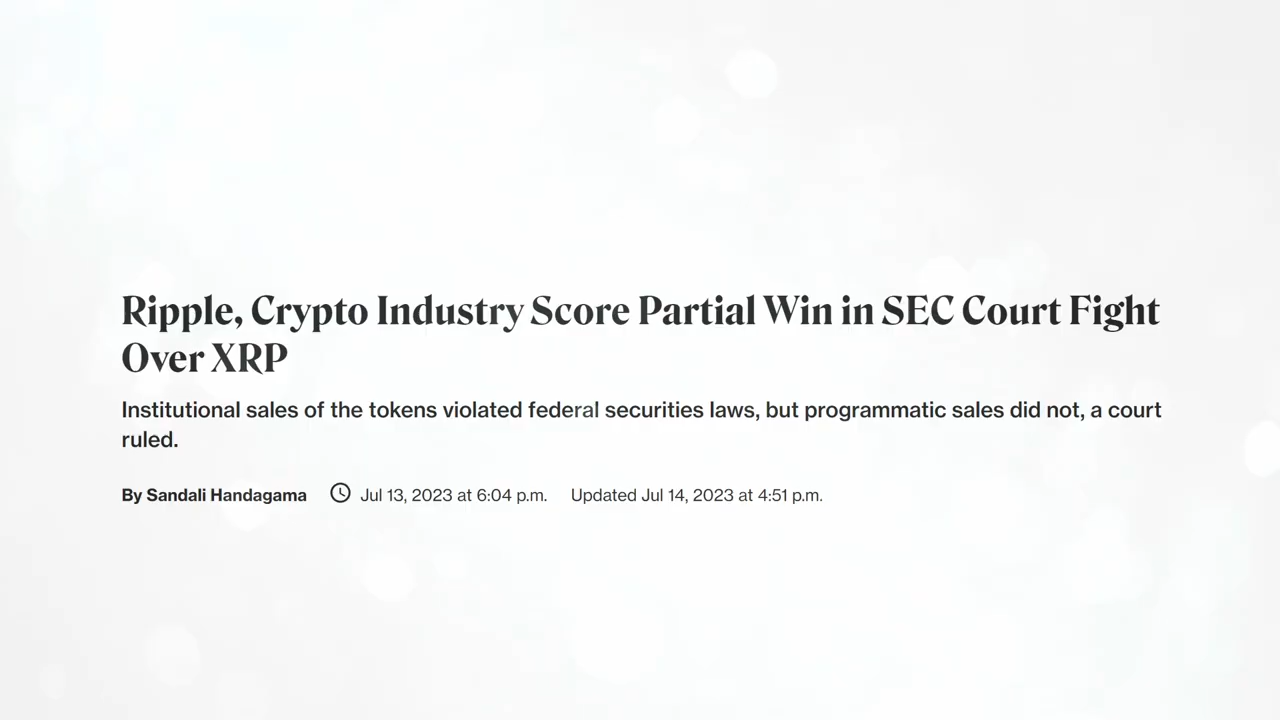 Ripple, Crypto Industry Score Partial Win in SEC Court Fight
Over XRP
Institutional sales of the tokens violated federal securities laws, but programmatic sales did not, a court
ruled.
By Sandali Handagama Jul 13, 2023 at 6:04 p.m. Updated Jul 14, 2023 at 4:51 p.m.